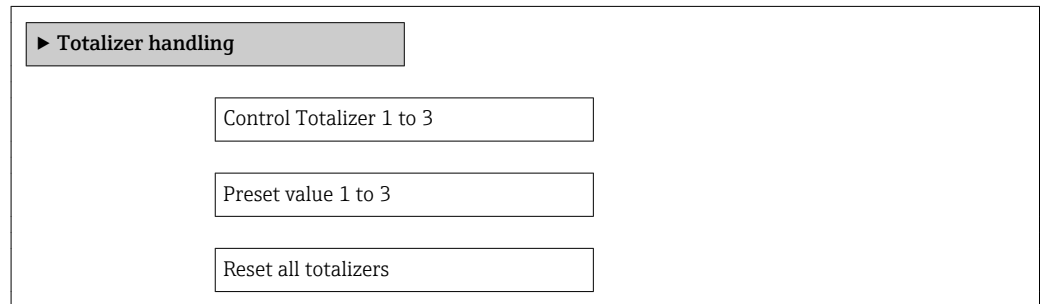 ▶ Totalizer handling
Control Totalizer 1 to 3
Preset value 1 to 3
Reset all totalizers